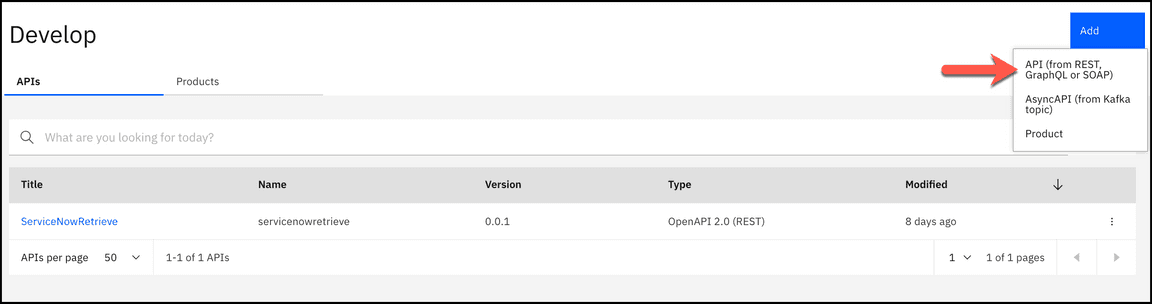 Develop
Add
API (from REST,
GraphQL or SOAP)
AsyncAPI (from Kafka
topic)
Product
APIs Products
What are you looking for today?
Title Name Version Type Modified
ServiceNowRetrieve servicenowretrieve 0.0.1 OpenAPI 2.0 (REST) 8 days ago
APIs per page 50 1-1 of 1 APIs 1 1 of 1 pages